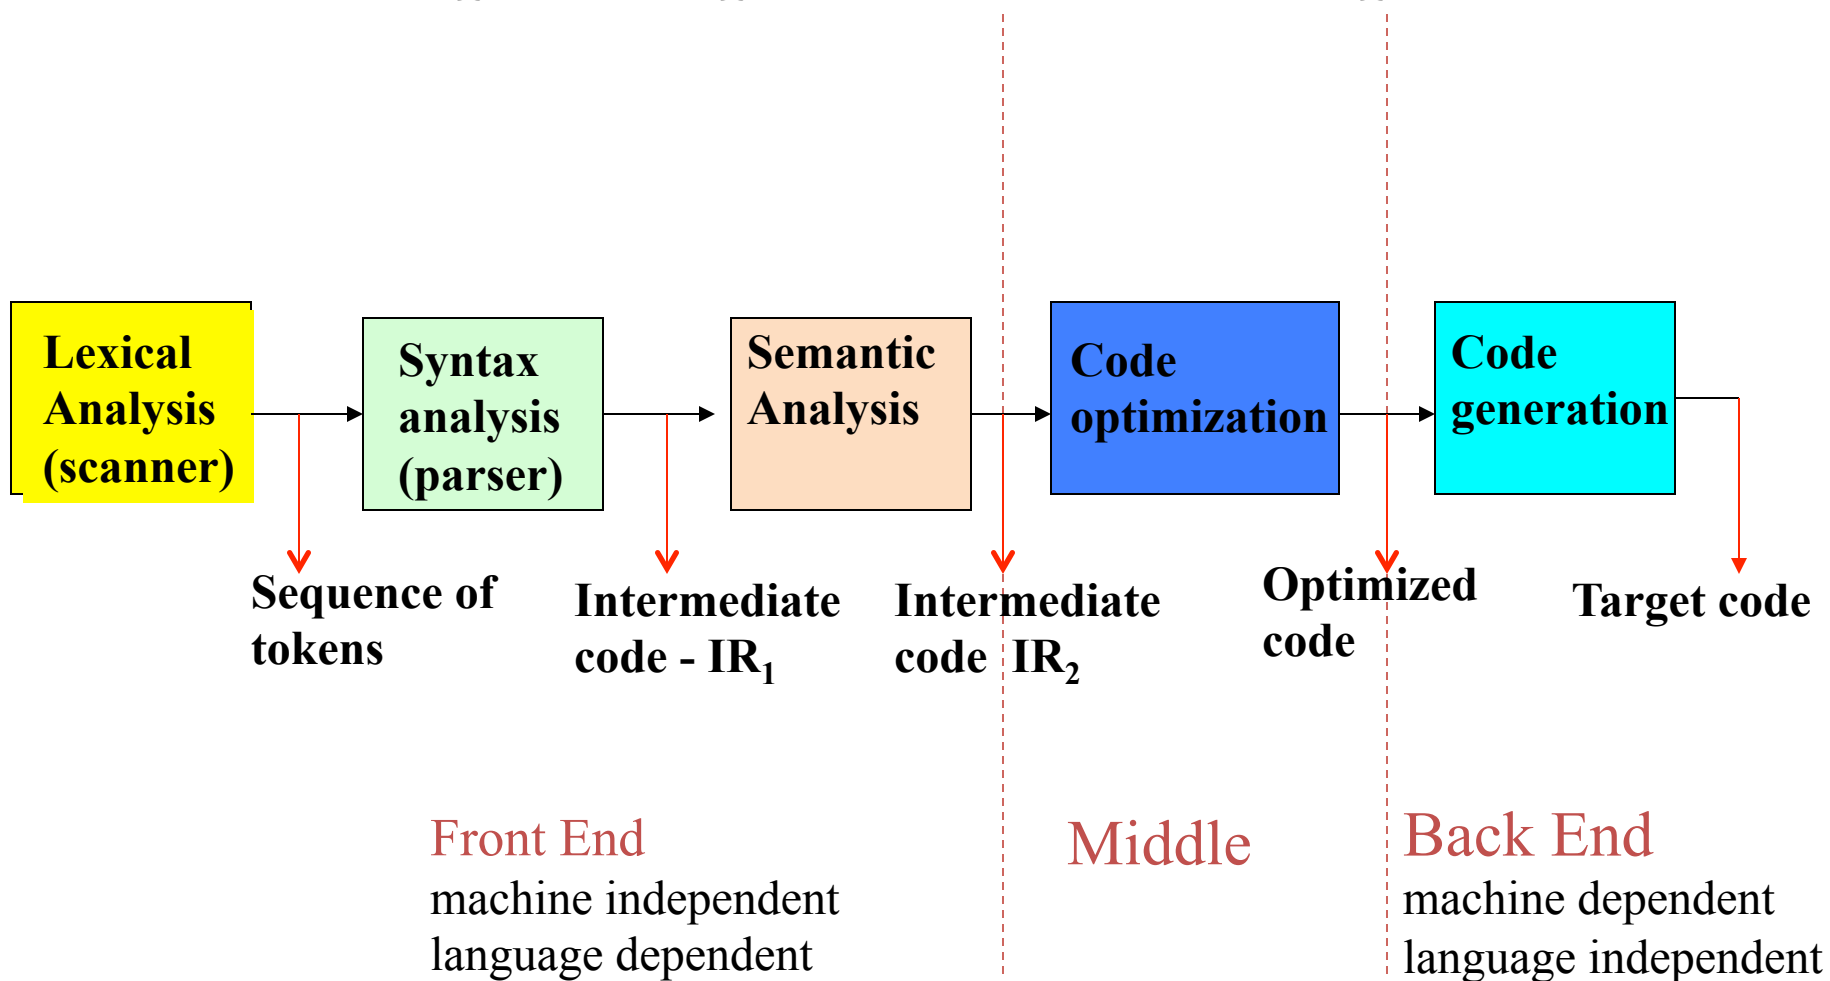 Lexical
Analysis
(scanner)
Syntax
analysis
(parser)
Semantic
Analysis
Code
optimization
Code
generation
Sequence of
tokens
Intermediate
code - IR₁
Intermediate
code  IR₂
Optimized
code
Target code
Front End
machine independent
language dependent
Middle
Back End
machine dependent
language independent